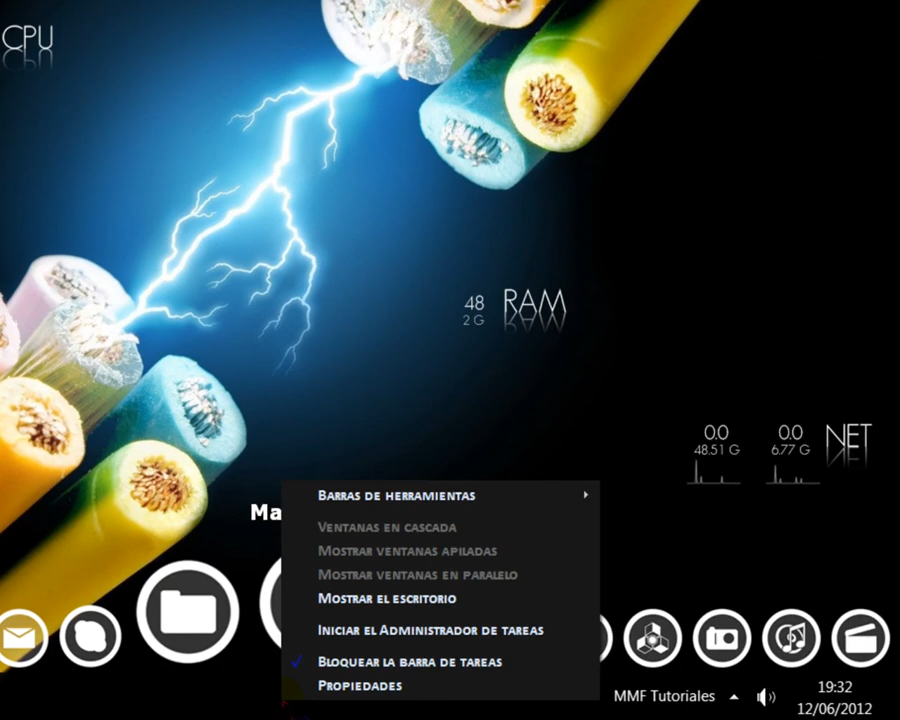 CPU
48
2 G
RAM
0.0
48.51 G
0.0
6.77 G
NET
Ma
BARRAS DE HERRAMIENTAS
VENTANAS EN CASCADA
MOSTRAR VENTANAS APILADAS
MOSTRAR VENTANAS EN PARALELO
MOSTRAR EL ESCRITORIO
INICIAR EL ADMINISTRADOR DE TAREAS
BLOQUEAR LA BARRA DE TAREAS
PROPIEDADES
MMF Tutoriales
19:32
12/06/2012